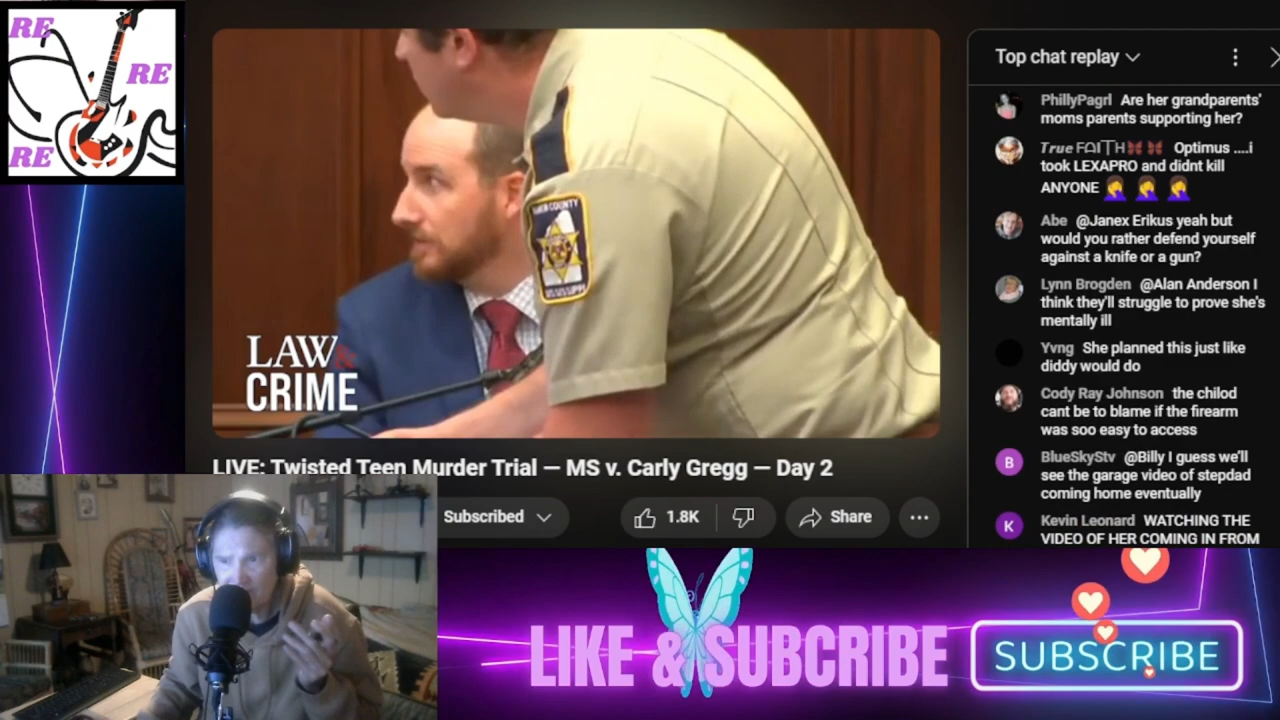 RE
RE
RE
LAW&
CRIME
LIVE: Twisted Teen Murder Trial — MS v. Carly Gregg — Day 2
Subscribed
1.8K
Share
Top chat replay
PhillyPagrl Are her grandparents'
moms parents supporting her?
True FAITH Optimus ....i
took LEXAPRO and didnt kill
ANYONE
Abe @Janex Erikus yeah but
would you rather defend yourself
against a knife or a gun?
Lynn Brogden @Alan Anderson I
think they'll struggle to prove she's
mentally ill
Yvng She planned this just like
diddy would do
Cody Ray Johnson the chilod
cant be to blame if the firearm
was soo easy to access
B
BlueSkyStv @Billy I guess we'll
see the garage video of stepdad
coming home eventually
K
Kevin Leonard WATCHING THE
VIDEO OF HER COMING IN FROM
LIKE & SUBCRIBE
SUBSCRIBE